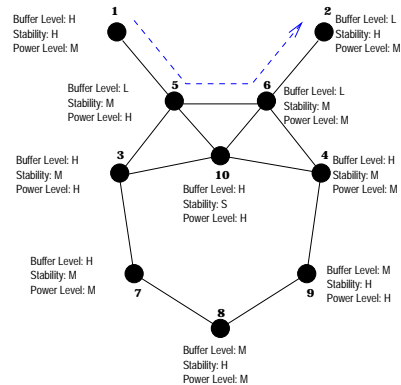 1
Buffer Level: H
Stability: H
Power Level: M
2
Buffer Level: L
Stability: H
Power Level: M
5
Buffer Level: L
Stability: M
Power Level: H
6
Buffer Level: L
Stability: M
Power Level: M
3
Buffer Level: H
Stability: M
Power Level: H
10
Buffer Level: H
Stability: S
Power Level: H
4
Buffer Level: H
Stability: M
Power Level: M
7
Buffer Level: H
Stability: M
Power Level: M
9
Buffer Level: M
Stability: H
Power Level: H
8
Buffer Level: M
Stability: H
Power Level: M